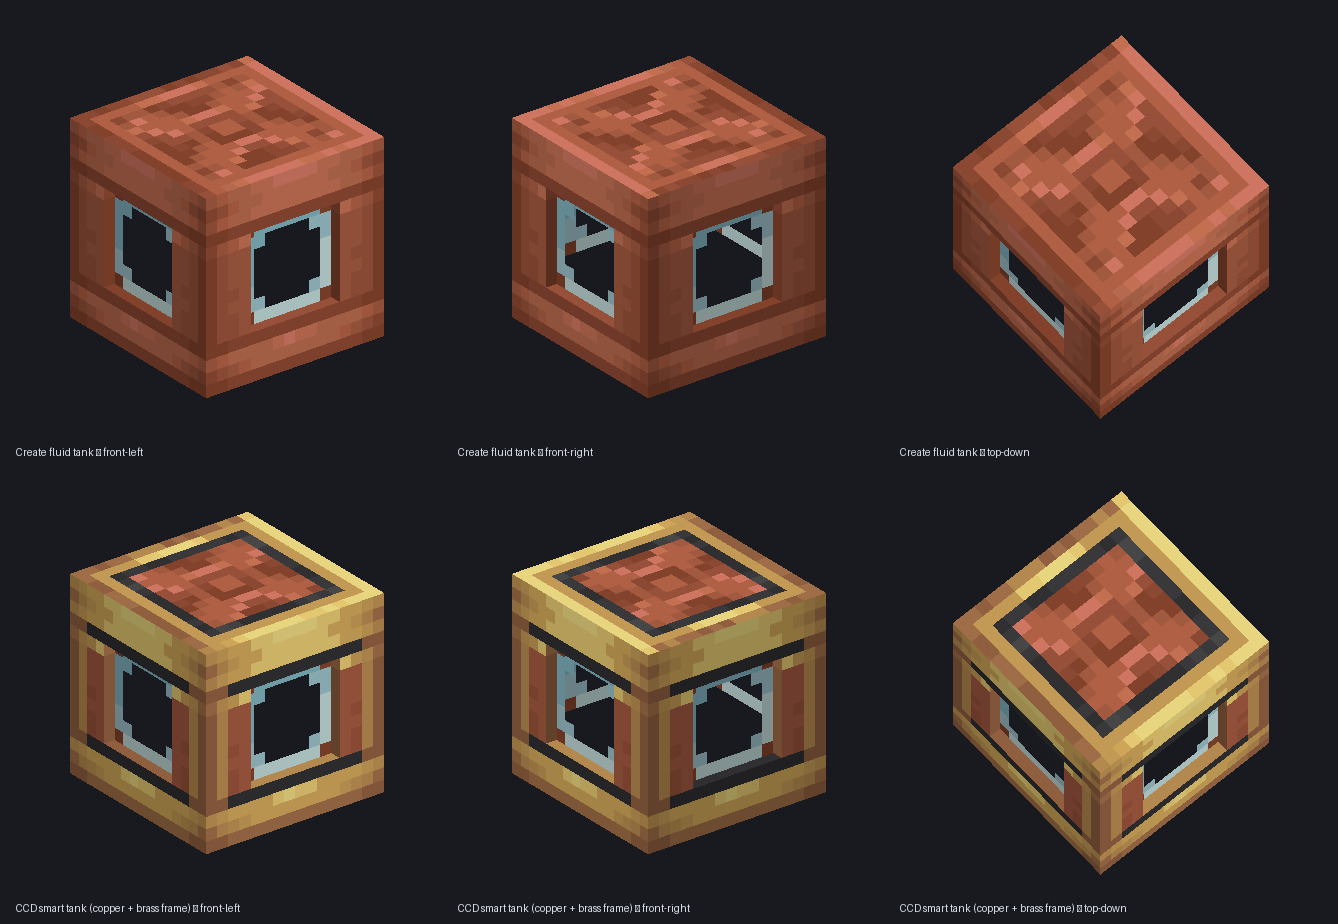 Create fluid tank ▯ front-left
Create fluid tank ▯ front-right
Create fluid tank ▯ top-down
CCD smart tank (copper + brass frame) ▯ front-left
CCD smart tank (copper + brass frame) ▯ front-right
CCD smart tank (copper + brass frame) ▯ top-down